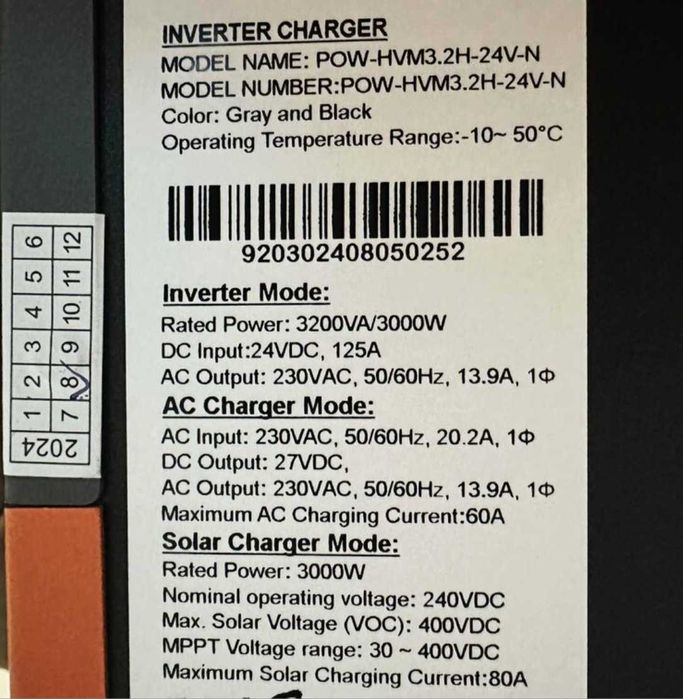 INVERTER CHARGER
MODEL NAME: POW-HVM3.2H-24V-N
MODEL NUMBER:POW-HVM3.2H-24V-N
Color: Gray and Black
Operating Temperature Range:-10~ 50°C
920302408050252
Inverter Mode:
Rated Power: 3200VA/3000W
DC Input:24VDC, 125A
AC Output: 230VAC, 50/60Hz, 13.9A, 1Φ
AC Charger Mode:
AC Input: 230VAC, 50/60Hz, 20.2A, 1Φ
DC Output: 27VDC,
AC Output: 230VAC, 50/60Hz, 13.9A, 1Φ
Maximum AC Charging Current:60A
Solar Charger Mode:
Rated Power: 3000W
Nominal operating voltage: 240VDC
Max. Solar Voltage (VOC): 400VDC
MPPT Voltage range: 30 ~ 400VDC
Maximum Solar Charging Current:80A
2024
1 2 3 4 5 6
7 8 9 10 11 12